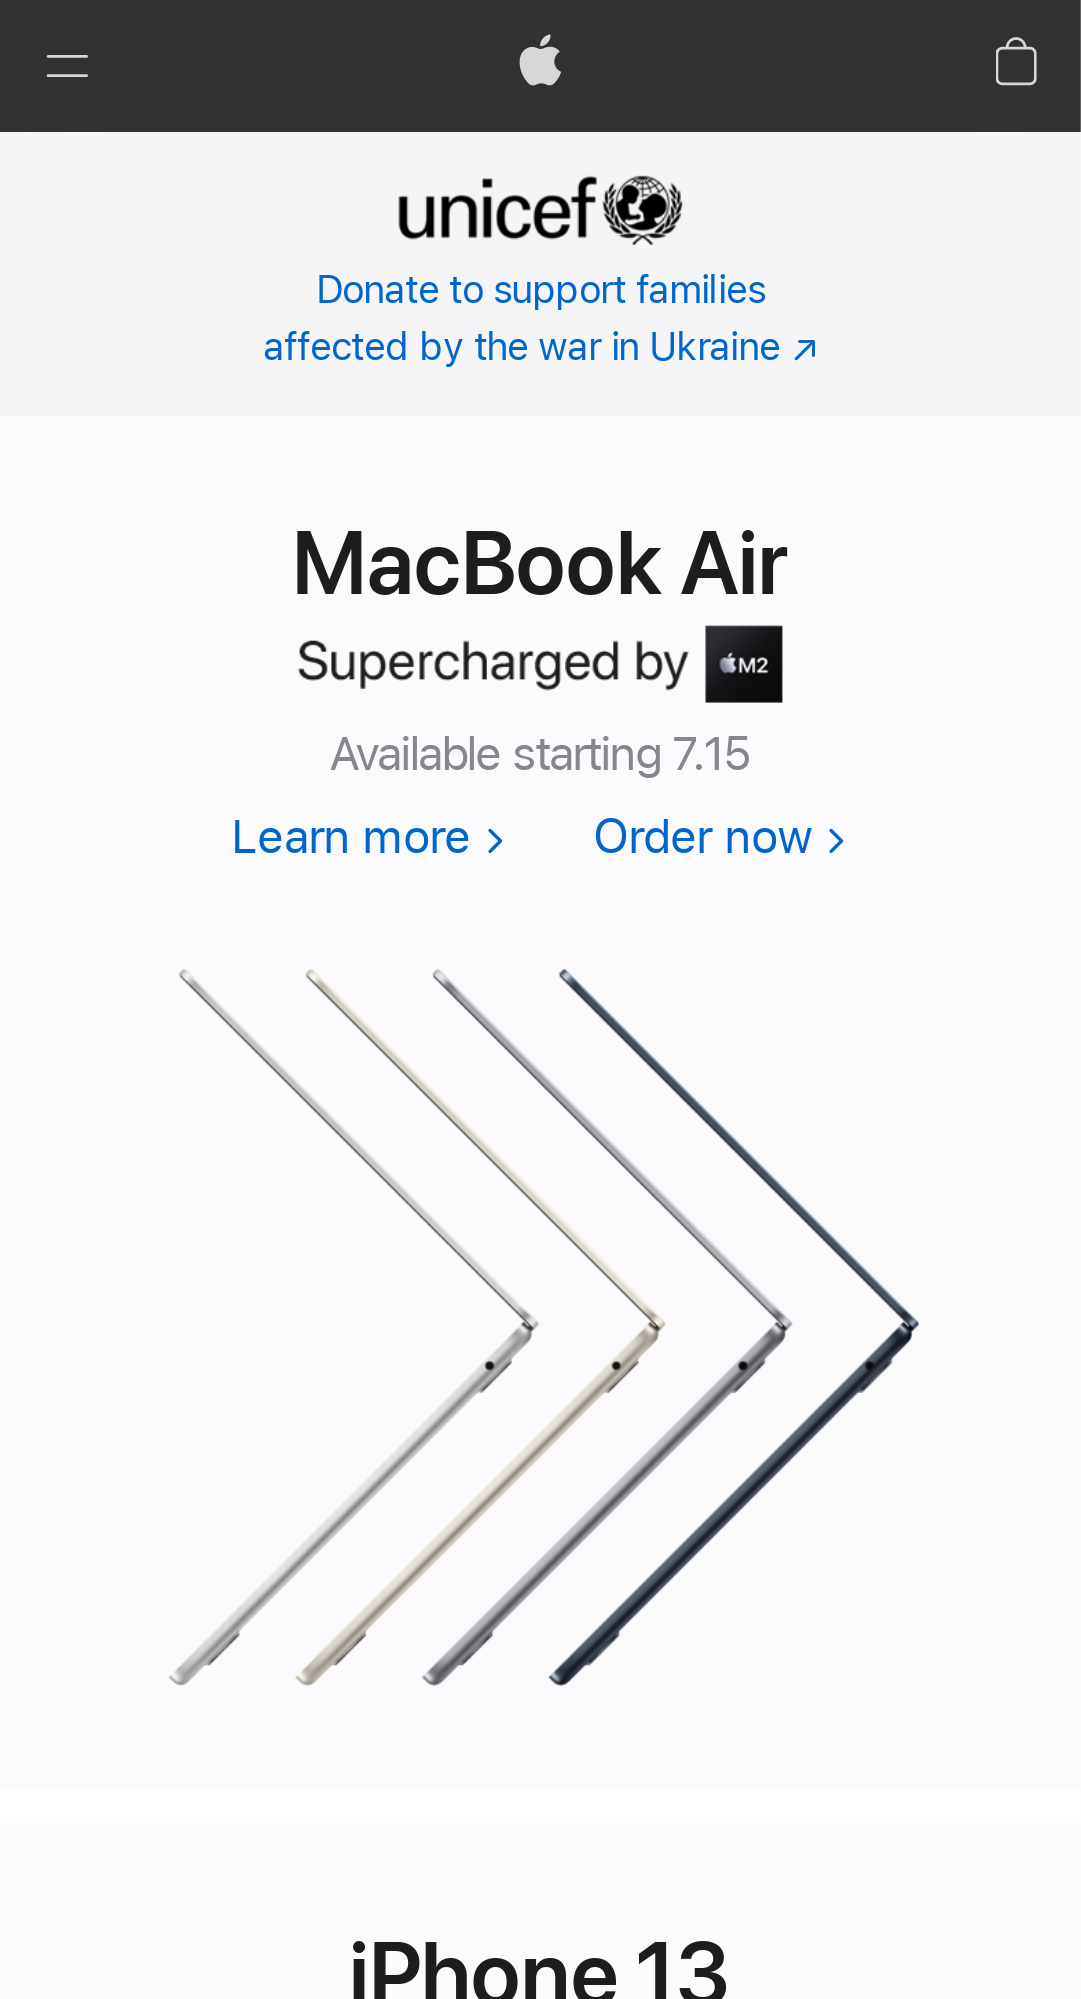 unicef
Donate to support families
affected by the war in Ukraine ↗
MacBook Air
Supercharged by M2
Available starting 7.15
Learn more > Order now >
iPhone 13